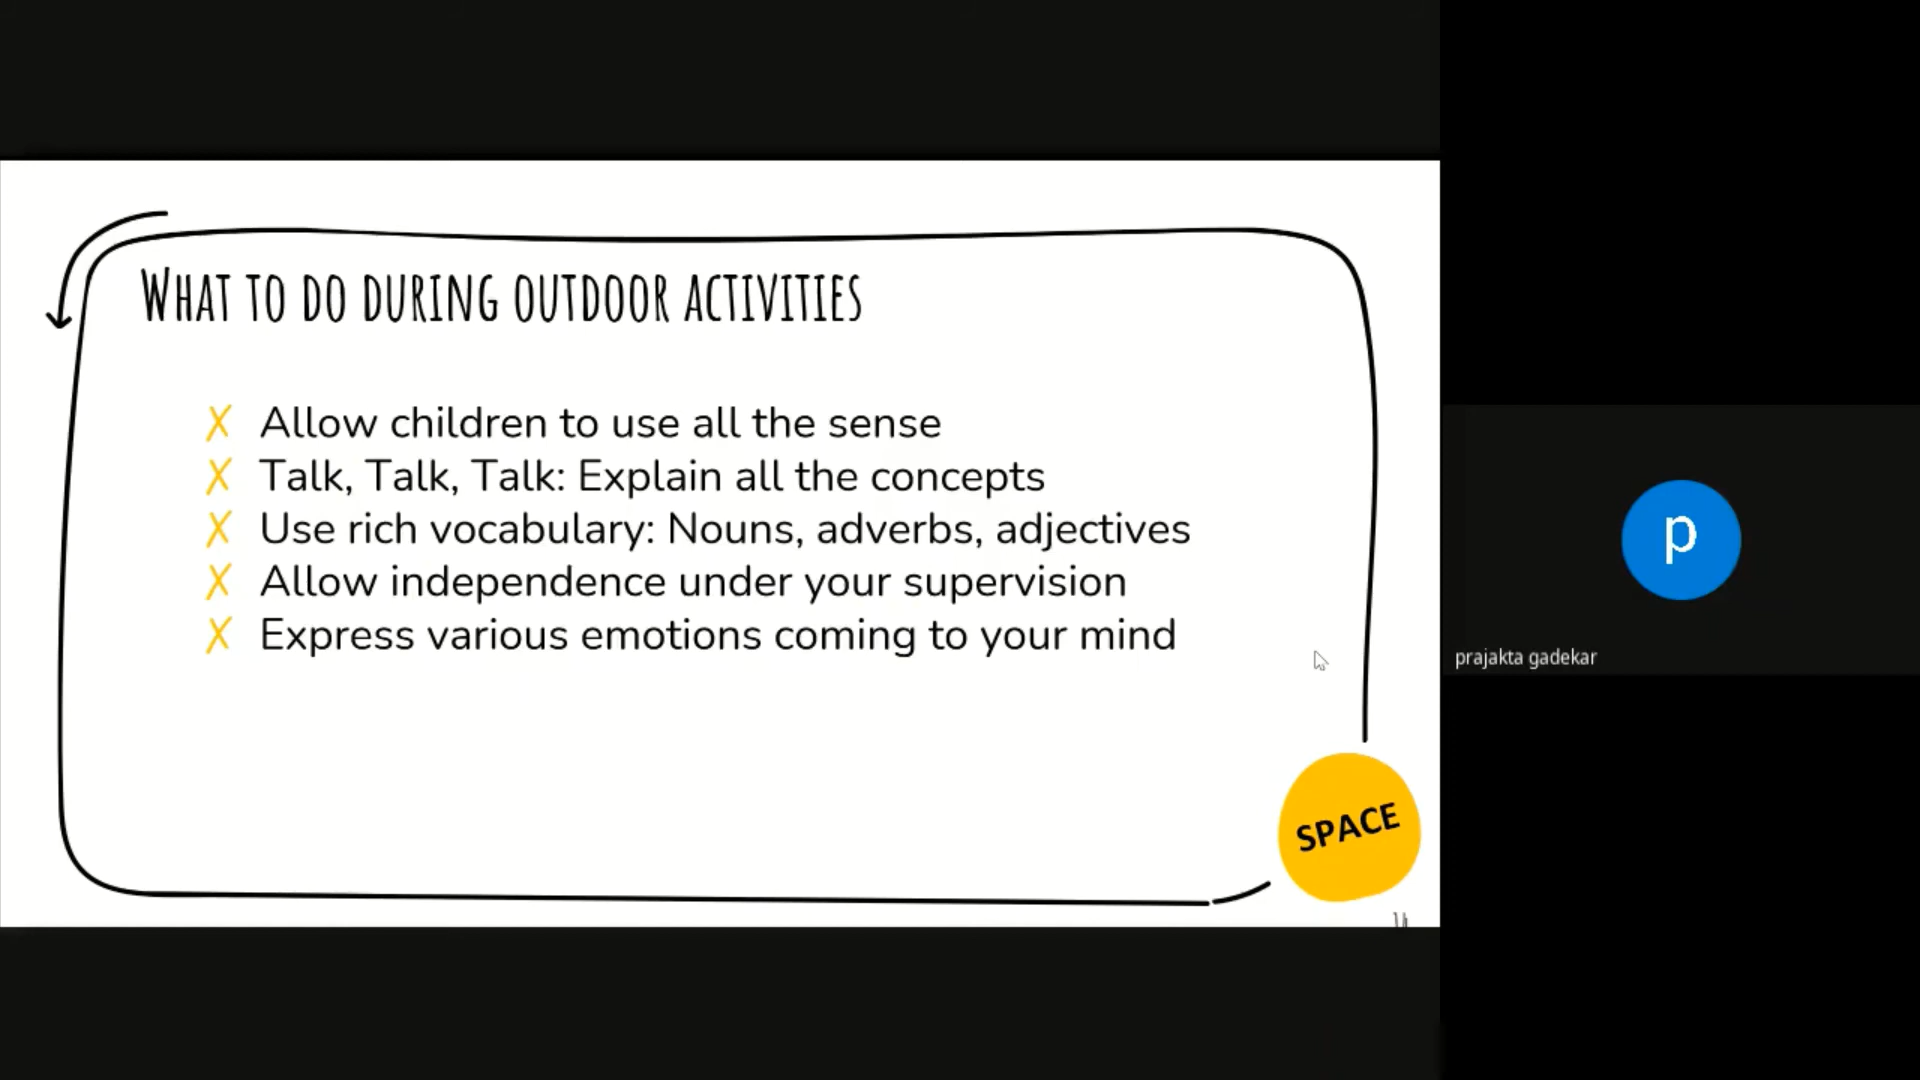 What to do during outdoor activities
✗ Allow children to use all the sense
✗ Talk, Talk, Talk: Explain all the concepts
✗ Use rich vocabulary: Nouns, adverbs, adjectives
✗ Allow independence under your supervision
✗ Express various emotions coming to your mind
SPACE
p
prajakta gadekar